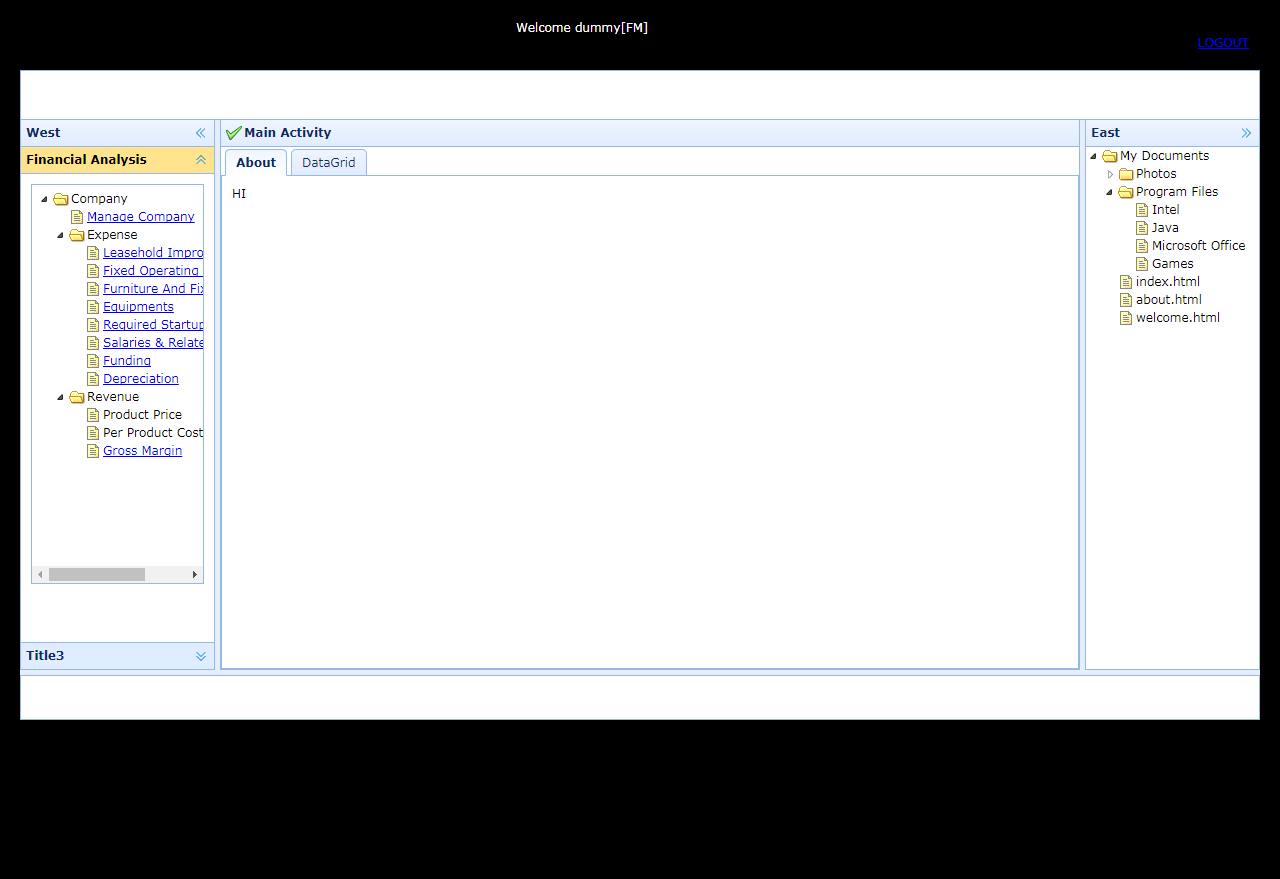 Welcome dummy[FM]
LOGOUT
West
Financial Analysis
Company
Manage Company
Expense
Leasehold Impro
Fixed Operating
Furniture And Fix
Equipments
Required Startup
Salaries & Relate
Funding
Depreciation
Revenue
Product Price
Per Product Cost
Gross Margin
Title3
Main Activity
About
DataGrid
HI
East
My Documents
Photos
Program Files
Intel
Java
Microsoft Office
Games
index.html
about.html
welcome.html